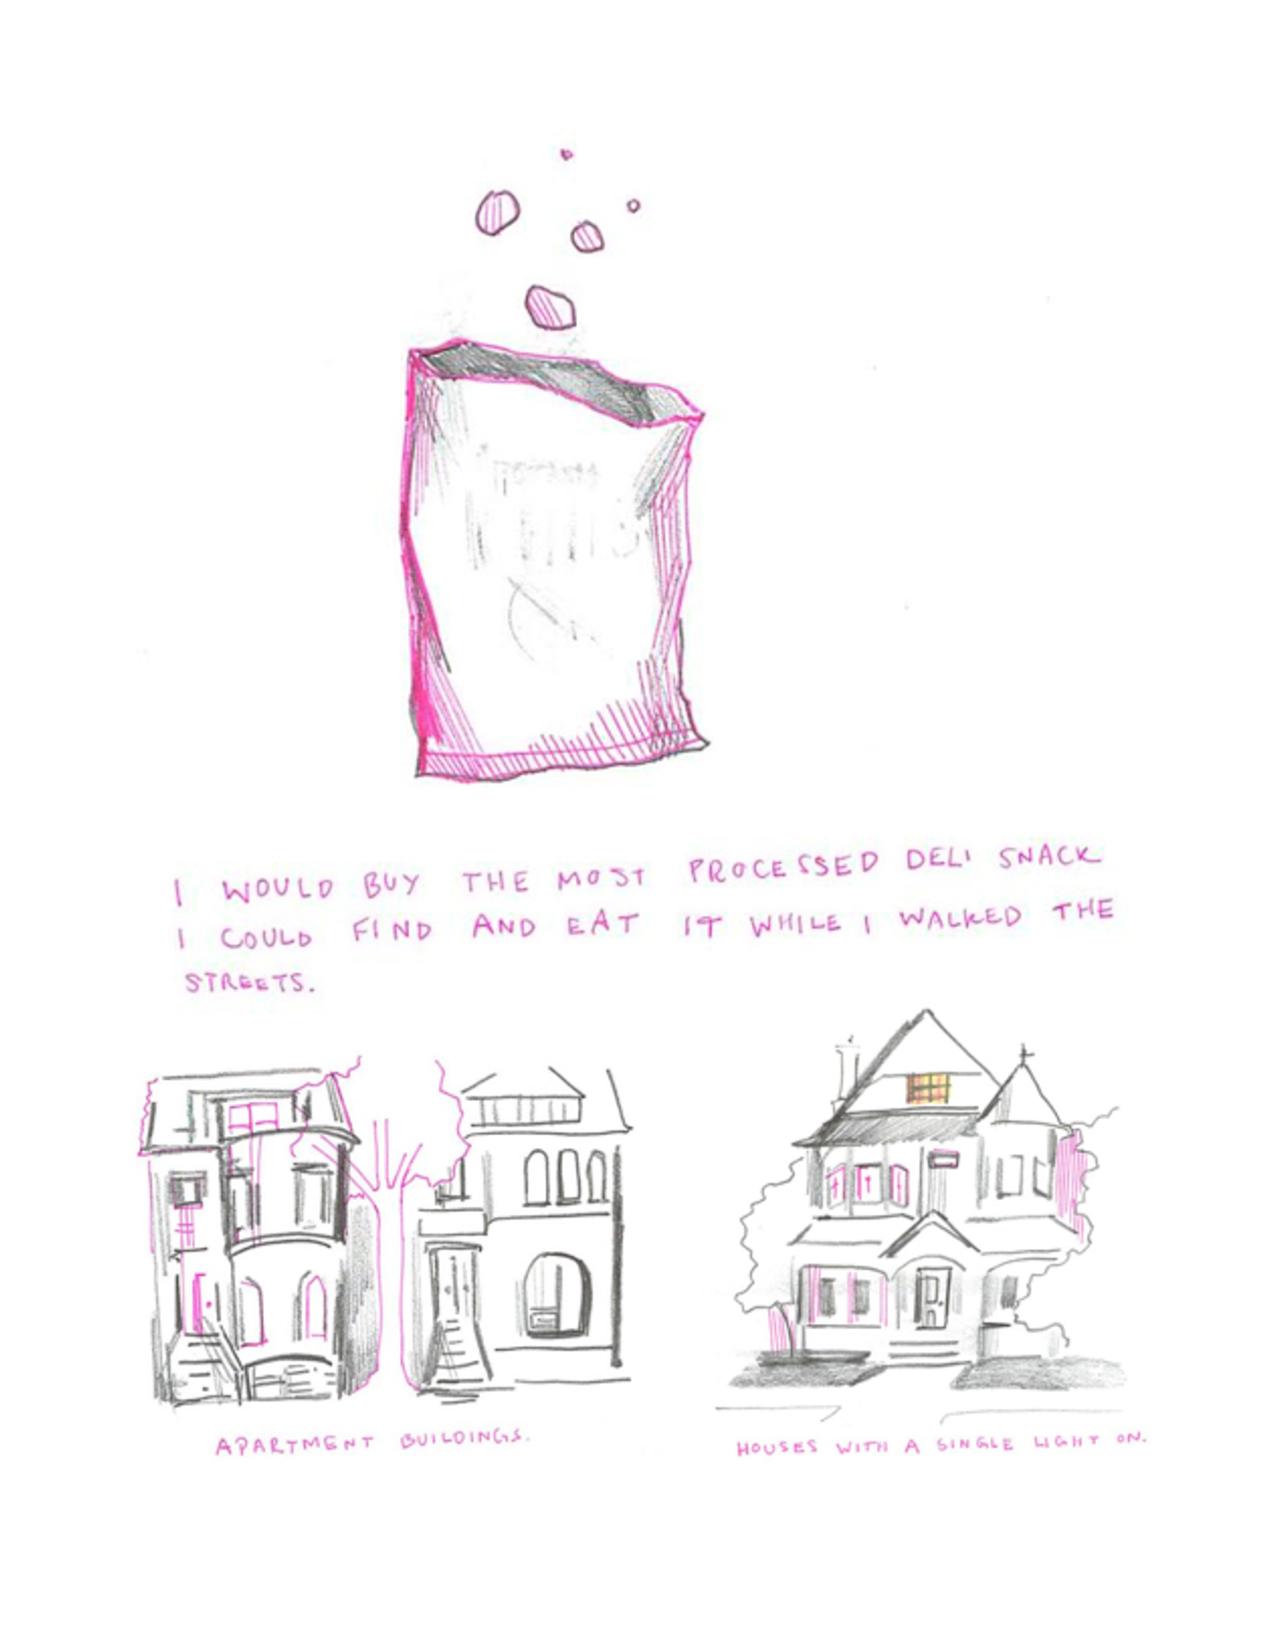 I WOULD BUY THE MOST PROCESSED DELI SNACK
I COULD FIND AND EAT IT WHILE I WALKED THE
STREETS.
APARTMENT BUILDINGS.
HOUSES WITH A SINGLE LIGHT ON.